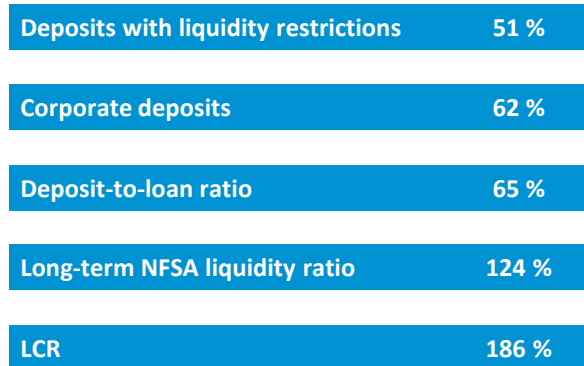 Deposits with liquidity restrictions 51 %
Corporate deposits 62 %
Deposit-to-loan ratio 65 %
Long-term NFSA liquidity ratio 124 %
LCR 186 %